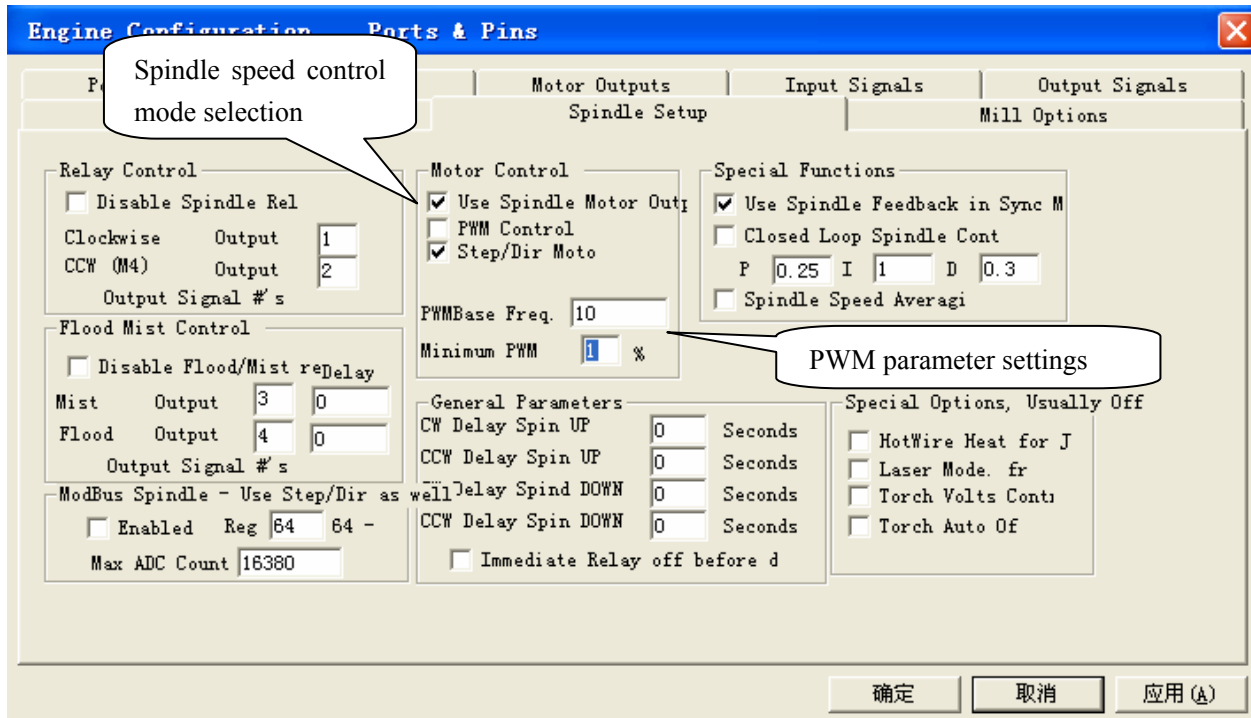 Engine Configuration Ports & Pins
Spindle speed control
mode selection
Motor Outputs
Input Signals
Output Signals
Spindle Setup
Mill Options
Relay Control
Disable Spindle Rel
Clockwise Output 1
CCW (M4) Output 2
Output Signal #'s
Flood Mist Control
Disable Flood/Mist re
Delay
Mist Output 3 0
Flood Output 4 0
Output Signal #'s
ModBus Spindle - Use Step/Dir as well
Enabled Reg 64 64 -
Max ADC Count 16380
Motor Control
Use Spindle Motor Outp
PWM Control
Step/Dir Moto
PWMBase Freq. 10
Minimum PWM 1 %
PWM parameter settings
General Parameters
CW Delay Spin UP 0 Seconds
CCW Delay Spin UP 0 Seconds
Delay Spind DOWN 0 Seconds
CCW Delay Spin DOWN 0 Seconds
Immediate Relay off before d
Special Functions
Use Spindle Feedback in Sync M
Closed Loop Spindle Cont
P 0.25 I 1 D 0.3
Spindle Speed Averagi
Special Options, Usually Off
HotWire Heat for J
Laser Mode. fr
Torch Volts Cont
Torch Auto Of
确定
取消
应用(A)